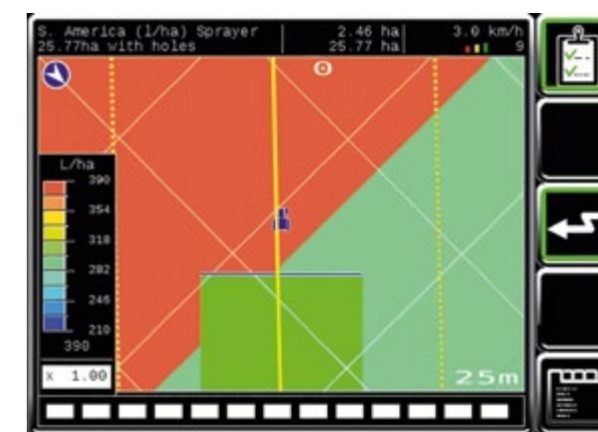 S. America (l/ha) Sprayer
2.46 ha
3.0 km/h
25.77ha with holes
25.77 ha
9
L/ha
390
354
318
282
246
210
390
x 1.00
25m